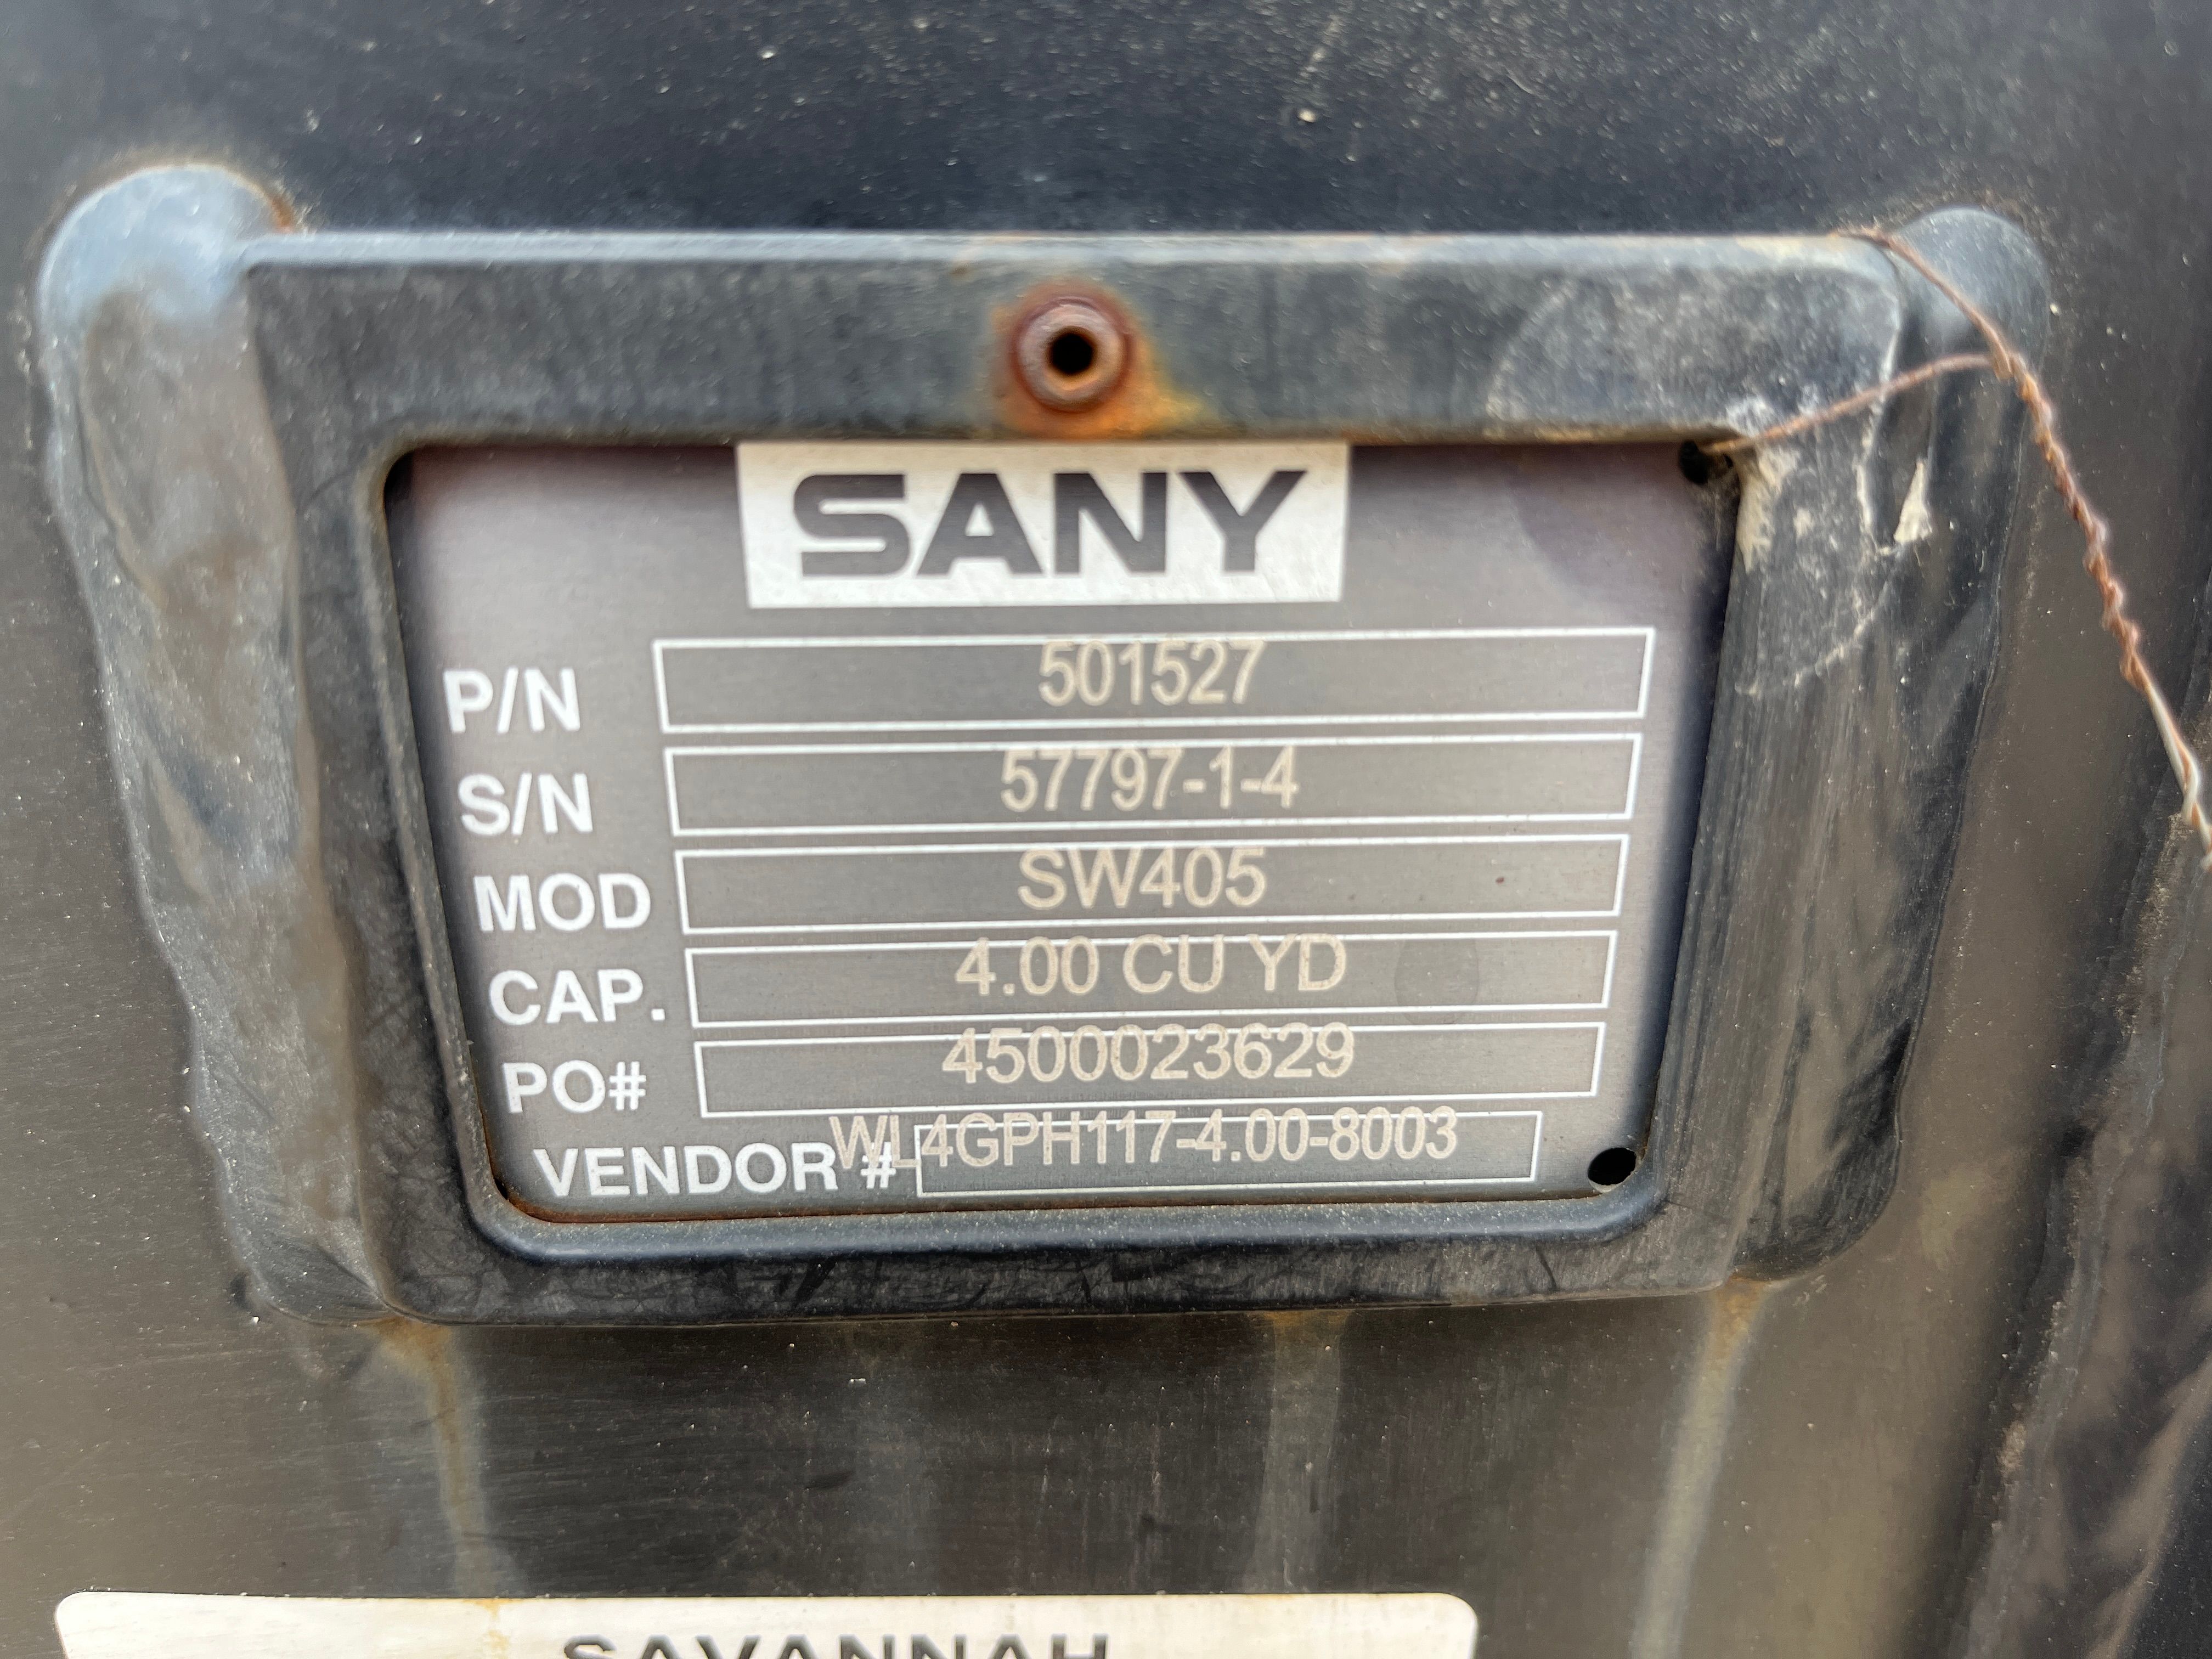 SANY
P/N 501527
S/N 57797-1-4
MOD SW405
CAP. 4.00 CU YD
PO# 4500023629
VENDOR # WL4GPH117-4.00-8003
SAVANNAH